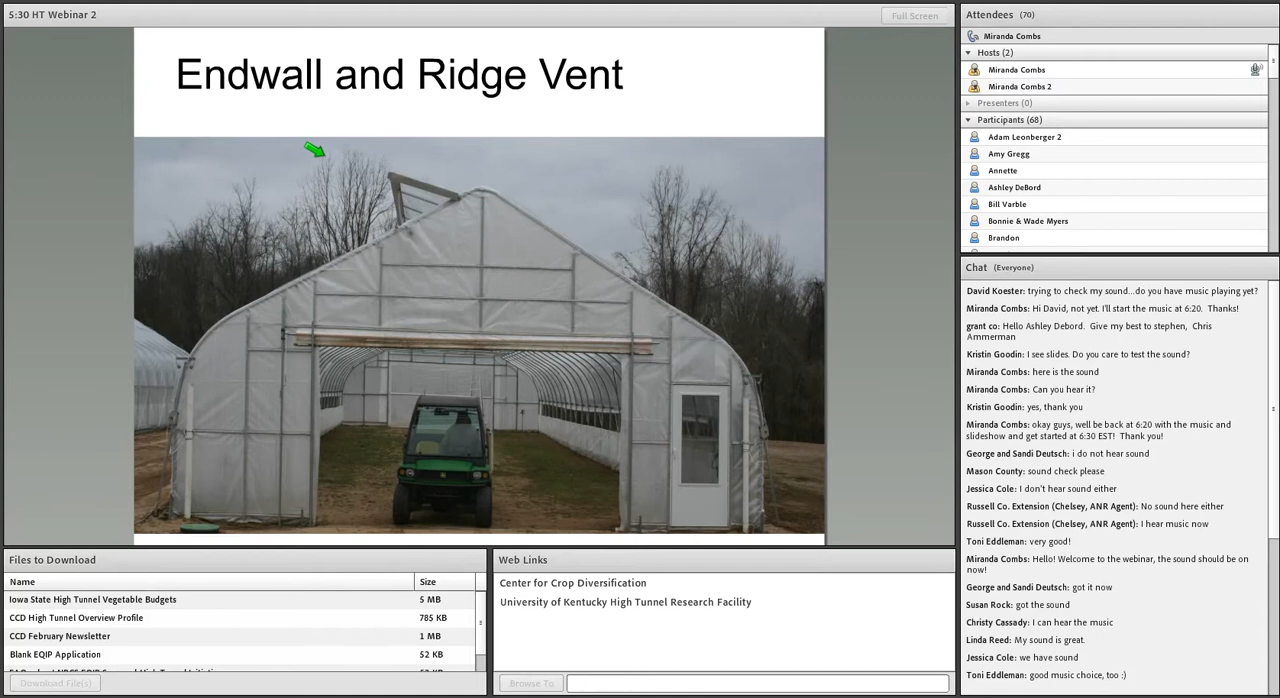 5:30 HT Webinar 2
Full Screen
Endwall and Ridge Vent
Files to Download
Name Size
Iowa State High Tunnel Vegetable Budgets 5 MB
CCD High Tunnel Overview Profile 785 KB
CCD February Newsletter 1 MB
Blank EQIP Application 52 KB
Download File(s)
Web Links
Center for Crop Diversification
University of Kentucky High Tunnel Research Facility
Browse To
Attendees (70)
Miranda Combs
Hosts (2)
Miranda Combs
Miranda Combs 2
Presenters (0)
Participants (68)
Adam Leonberger 2
Amy Gregg
Annette
Ashley DeBord
Bill Varble
Bonnie & Wade Myers
Brandon
Chat (Everyone)
David Koester: trying to check my sound...do you have music playing yet?
Miranda Combs: Hi David, not yet. I'll start the music at 6:20. Thanks!
grant co: Hello Ashley Debord. Give my best to stephen, Chris
Ammerman
Kristin Goodin: I see slides. Do you care to test the sound?
Miranda Combs: here is the sound
Miranda Combs: Can you hear it?
Kristin Goodin: yes, thank you
Miranda Combs: okay guys, well be back at 6:20 with the music and
slideshow and get started at 6:30 EST! Thank you!
George and Sandi Deutsch: i do not hear sound
Mason County: sound check please
Jessica Cole: I don't hear sound either
Russell Co. Extension (Chelsey, ANR Agent): No sound here either
Russell Co. Extension (Chelsey, ANR Agent): I hear music now
Toni Eddleman: very good!
Miranda Combs: Hello! Welcome to the webinar, the sound should be on
now!
George and Sandi Deutsch: got it now
Susan Rock: got the sound
Christy Cassady: I can hear the music
Linda Reed: My sound is great.
Jessica Cole: we have sound
Toni Eddleman: good music choice, too :)